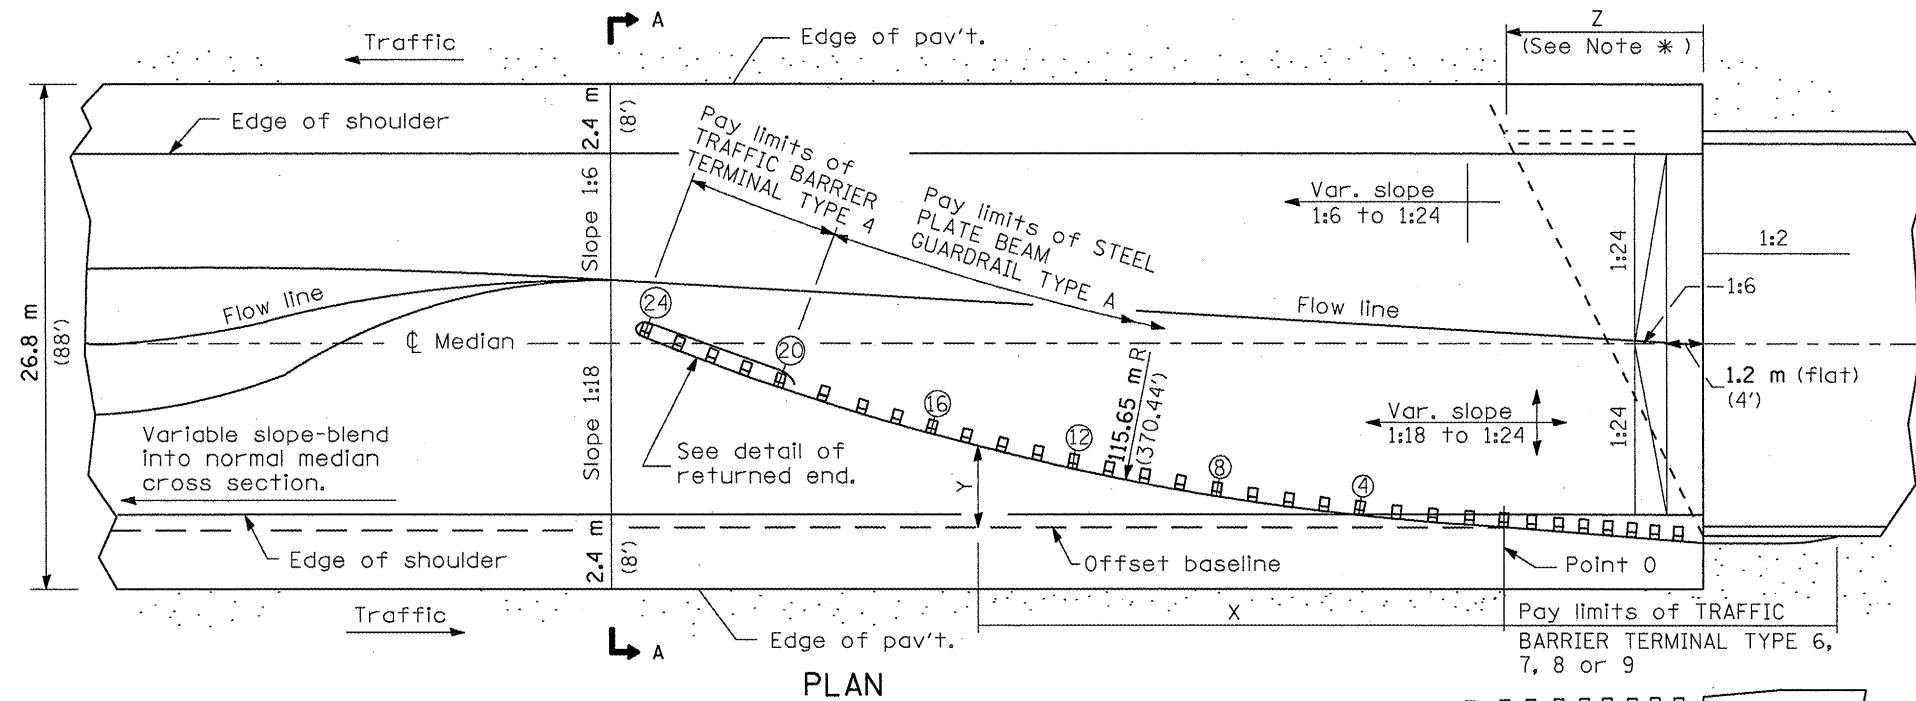 A
Z
(See Note *)
Traffic
Edge of pav't.
Edge of shoulder
2.4 m
(8')
Pay limits of
TRAFFIC BARRIER
TERMINAL TYPE 4
Pay limits of STEEL
PLATE BEAM
GUARDRAIL TYPE A
Slope 1:6
Var. slope
1:6 to 1:24
1:24
1:2
1:6
Flow line
Flow line
24
℄ Median
20
26.8 m
(88')
1.2 m (flat)
(4')
16
115.65 m R
(370.44')
12
Var. slope
1:18 to 1:24
1:24
Slope 1:18
Variable slope-blend
into normal median
cross section.
See detail of
returned end.
8
4
Y
Edge of shoulder
2.4 m
(8')
Offset baseline
Point 0
Traffic
X
Edge of pav't.
Pay limits of TRAFFIC
BARRIER TERMINAL TYPE 6,
7, 8 or 9
A
PLAN